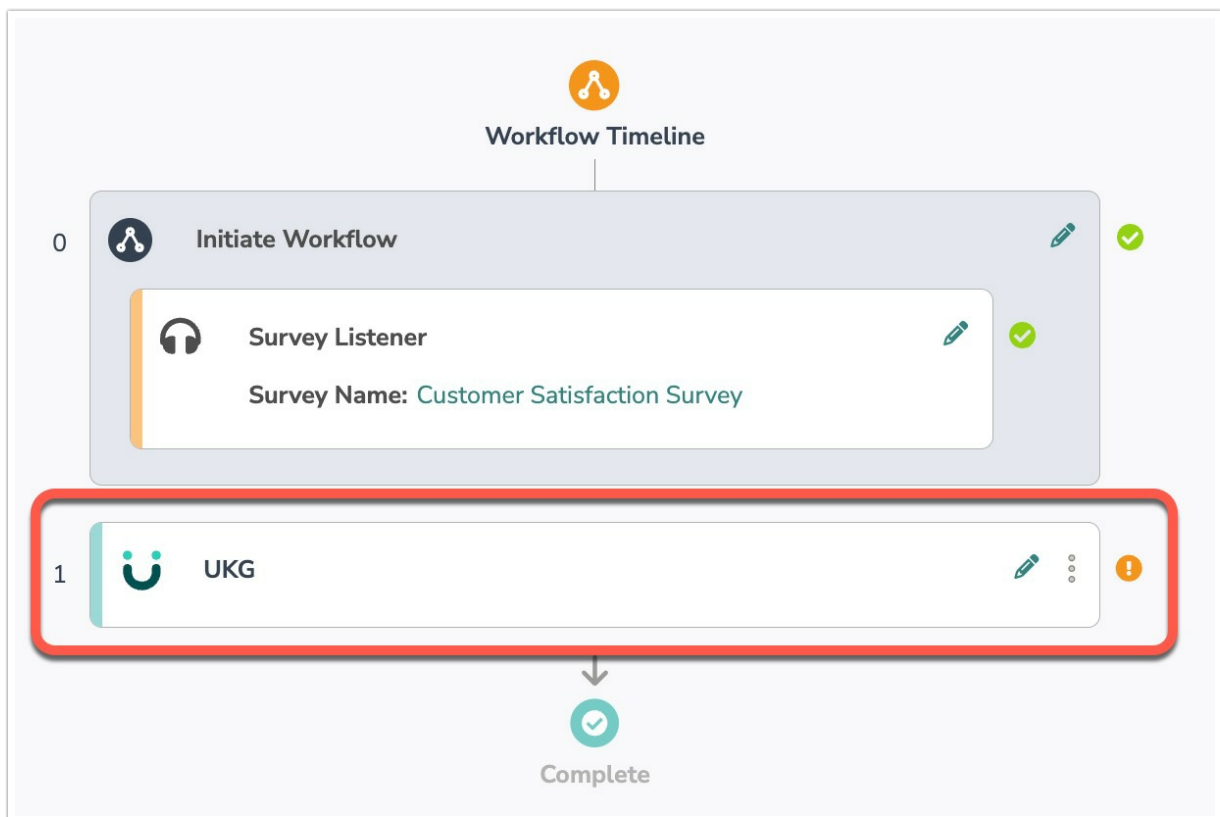 Workflow Timeline
0
Initiate Workflow
Survey Listener
Survey Name: Customer Satisfaction Survey
1
UKG
Complete